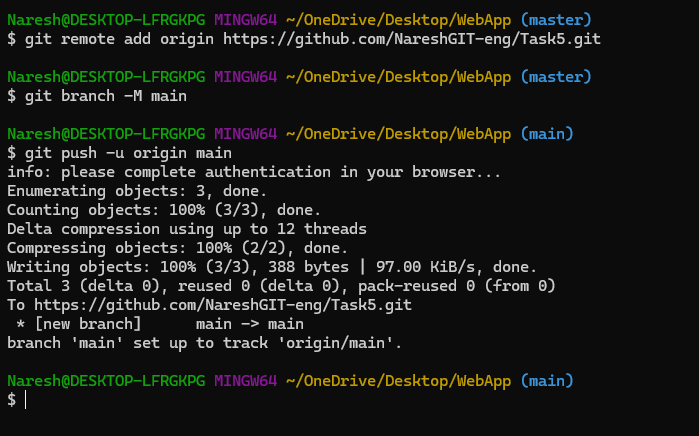 Naresh@DESKTOP-LFRGKPG MINGW64 ~/OneDrive/Desktop/WebApp (master)
$ git remote add origin https://github.com/NareshGIT-eng/Task5.git
Naresh@DESKTOP-LFRGKPG MINGW64 ~/OneDrive/Desktop/WebApp (master)
$ git branch -M main
Naresh@DESKTOP-LFRGKPG MINGW64 ~/OneDrive/Desktop/WebApp (main)
$ git push -u origin main
info: please complete authentication in your browser...
Enumerating objects: 3, done.
Counting objects: 100% (3/3), done.
Delta compression using up to 12 threads
Compressing objects: 100% (2/2), done.
Writing objects: 100% (3/3), 388 bytes | 97.00 KiB/s, done.
Total 3 (delta 0), reused 0 (delta 0), pack-reused 0 (from 0)
To https://github.com/NareshGIT-eng/Task5.git
 * [new branch]      main -> main
branch 'main' set up to track 'origin/main'.
Naresh@DESKTOP-LFRGKPG MINGW64 ~/OneDrive/Desktop/WebApp (main)
$